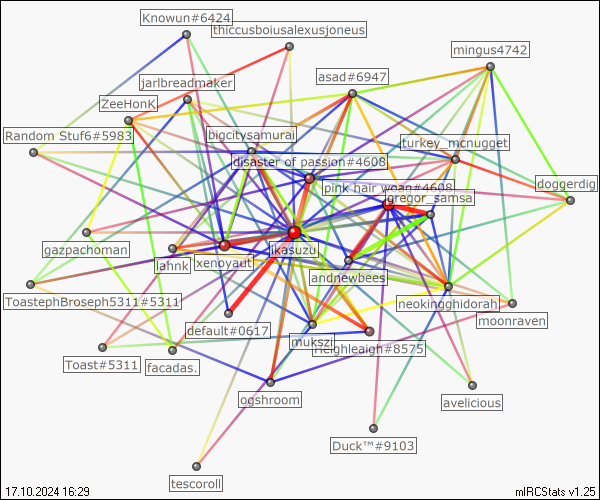 Knowun#6424
thiccusboiusalexusjoneus
mingus4742
asad#6947
jarlbreadmaker
ZeeHonK
Random Stuf6#5983
bigcitysamurai
turkey_mcnugget
disaster of passion#4608
pink hair woag#4608
doggerdig
gregor_samsa
gazpachoman
jahnk
xenoyaut
ikasuzu
andnewbees
neokingghidorah
ToastephBroseph5311#5311
moonraven
default#0617
mukszi
Heighleaigh#8575
Toast#5311
facadas.
ogshroom
avelicious
Duck™#9103
tescoroll
17.10.2024 16:29
mIRCStats v1.25